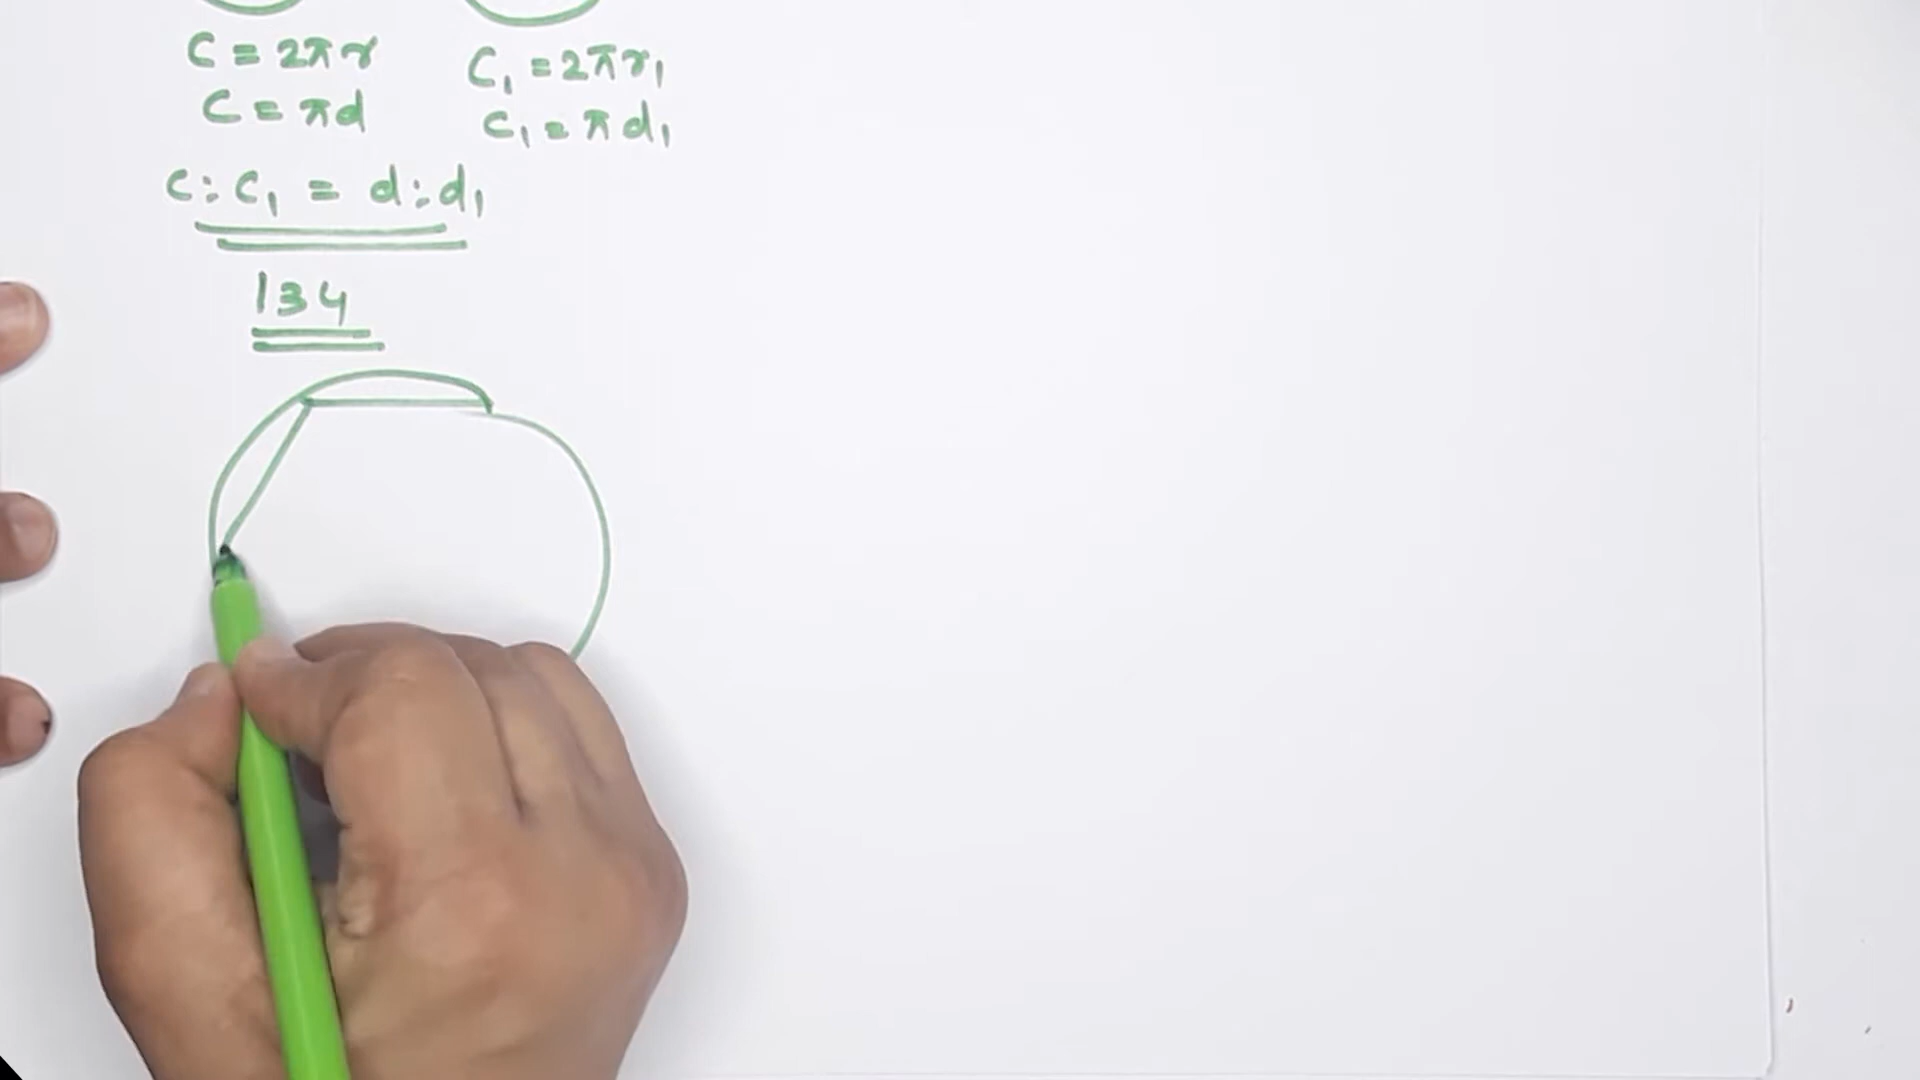 C = 2πr
C₁ = 2πr₁
C = πd
C₁ = πd₁
C : C₁ = d : d₁
134